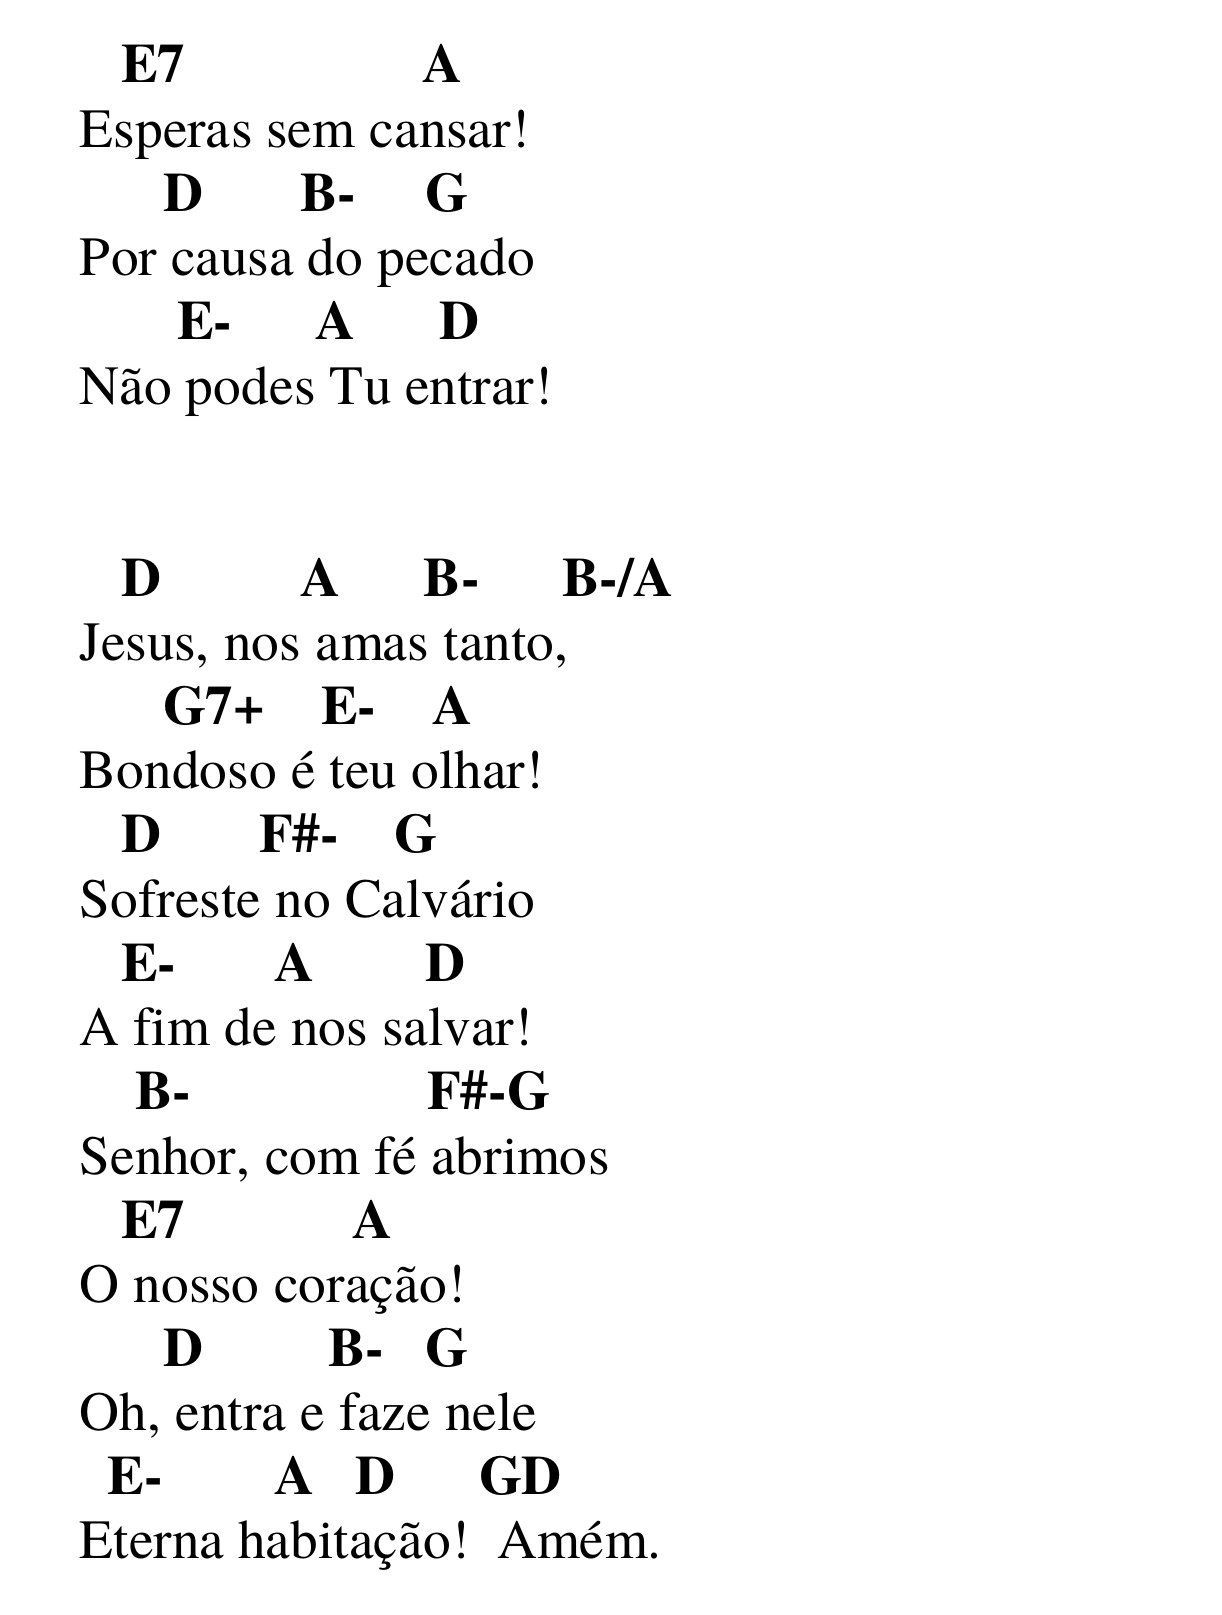 E7 A
Esperas sem cansar!
D B- G
Por causa do pecado
E- A D
Não podes Tu entrar!
D A B- B-/A
Jesus, nos amas tanto,
G7+ E- A
Bondoso é teu olhar!
D F#- G
Sofreste no Calvário
E- A D
A fim de nos salvar!
B- F#-G
Senhor, com fé abrimos
E7 A
O nosso coração!
D B- G
Oh, entra e faze nele
E- A D GD
Eterna habitação! Amém.